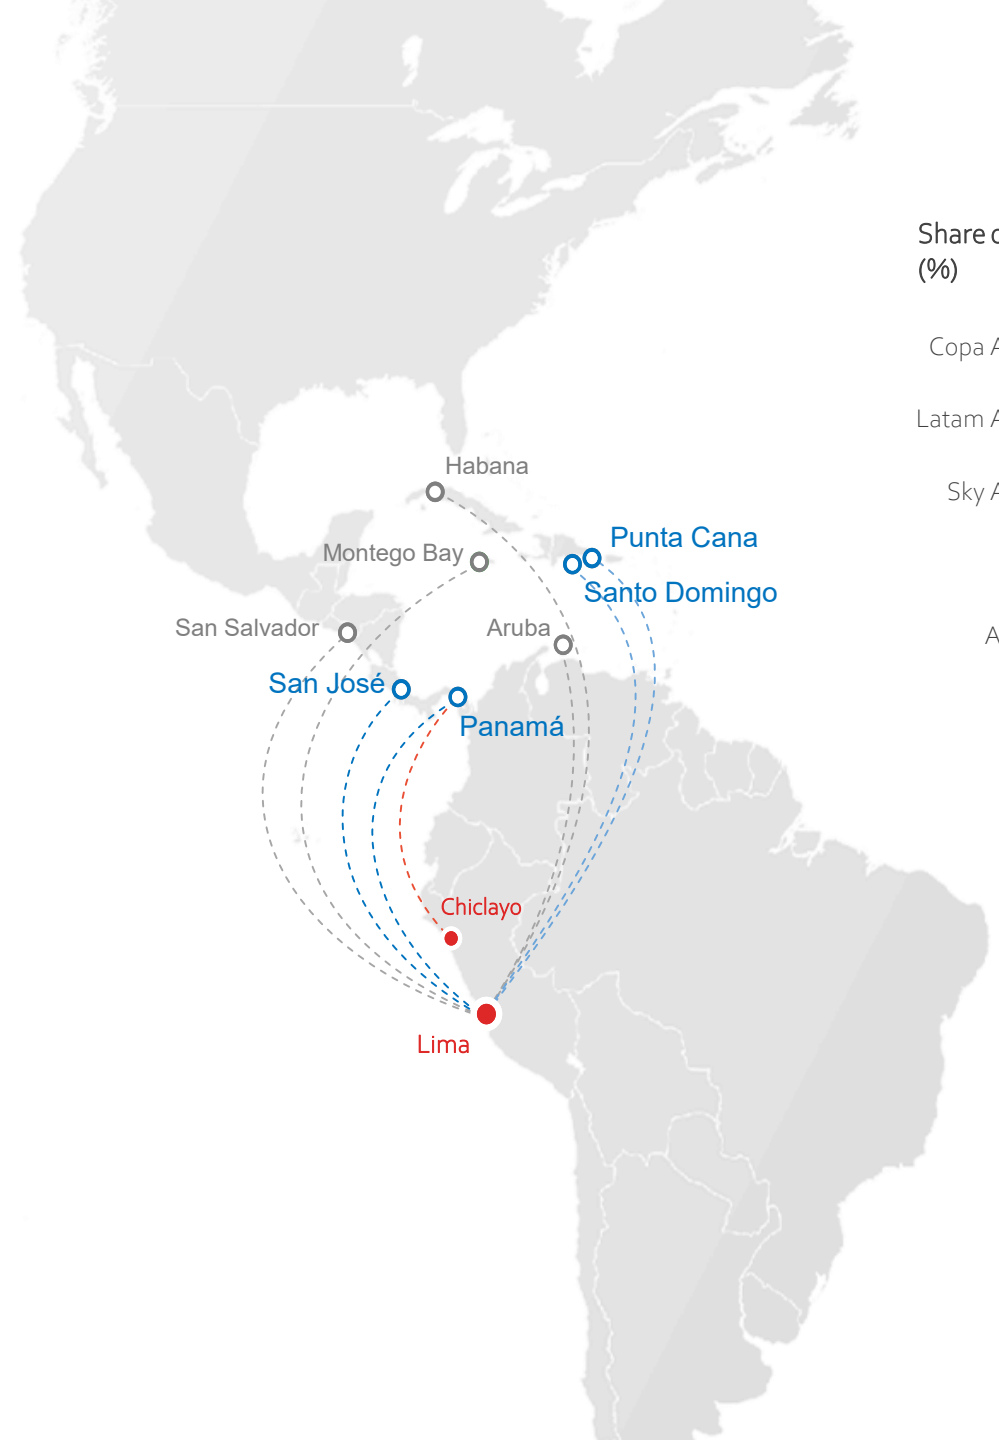 Share
(%)
Copa A
Latam A
Sky A
A
Habana
Punta Cana
Montego Bay
Santo Domingo
San Salvador
Aruba
San José
Panamá
Chiclayo
Lima